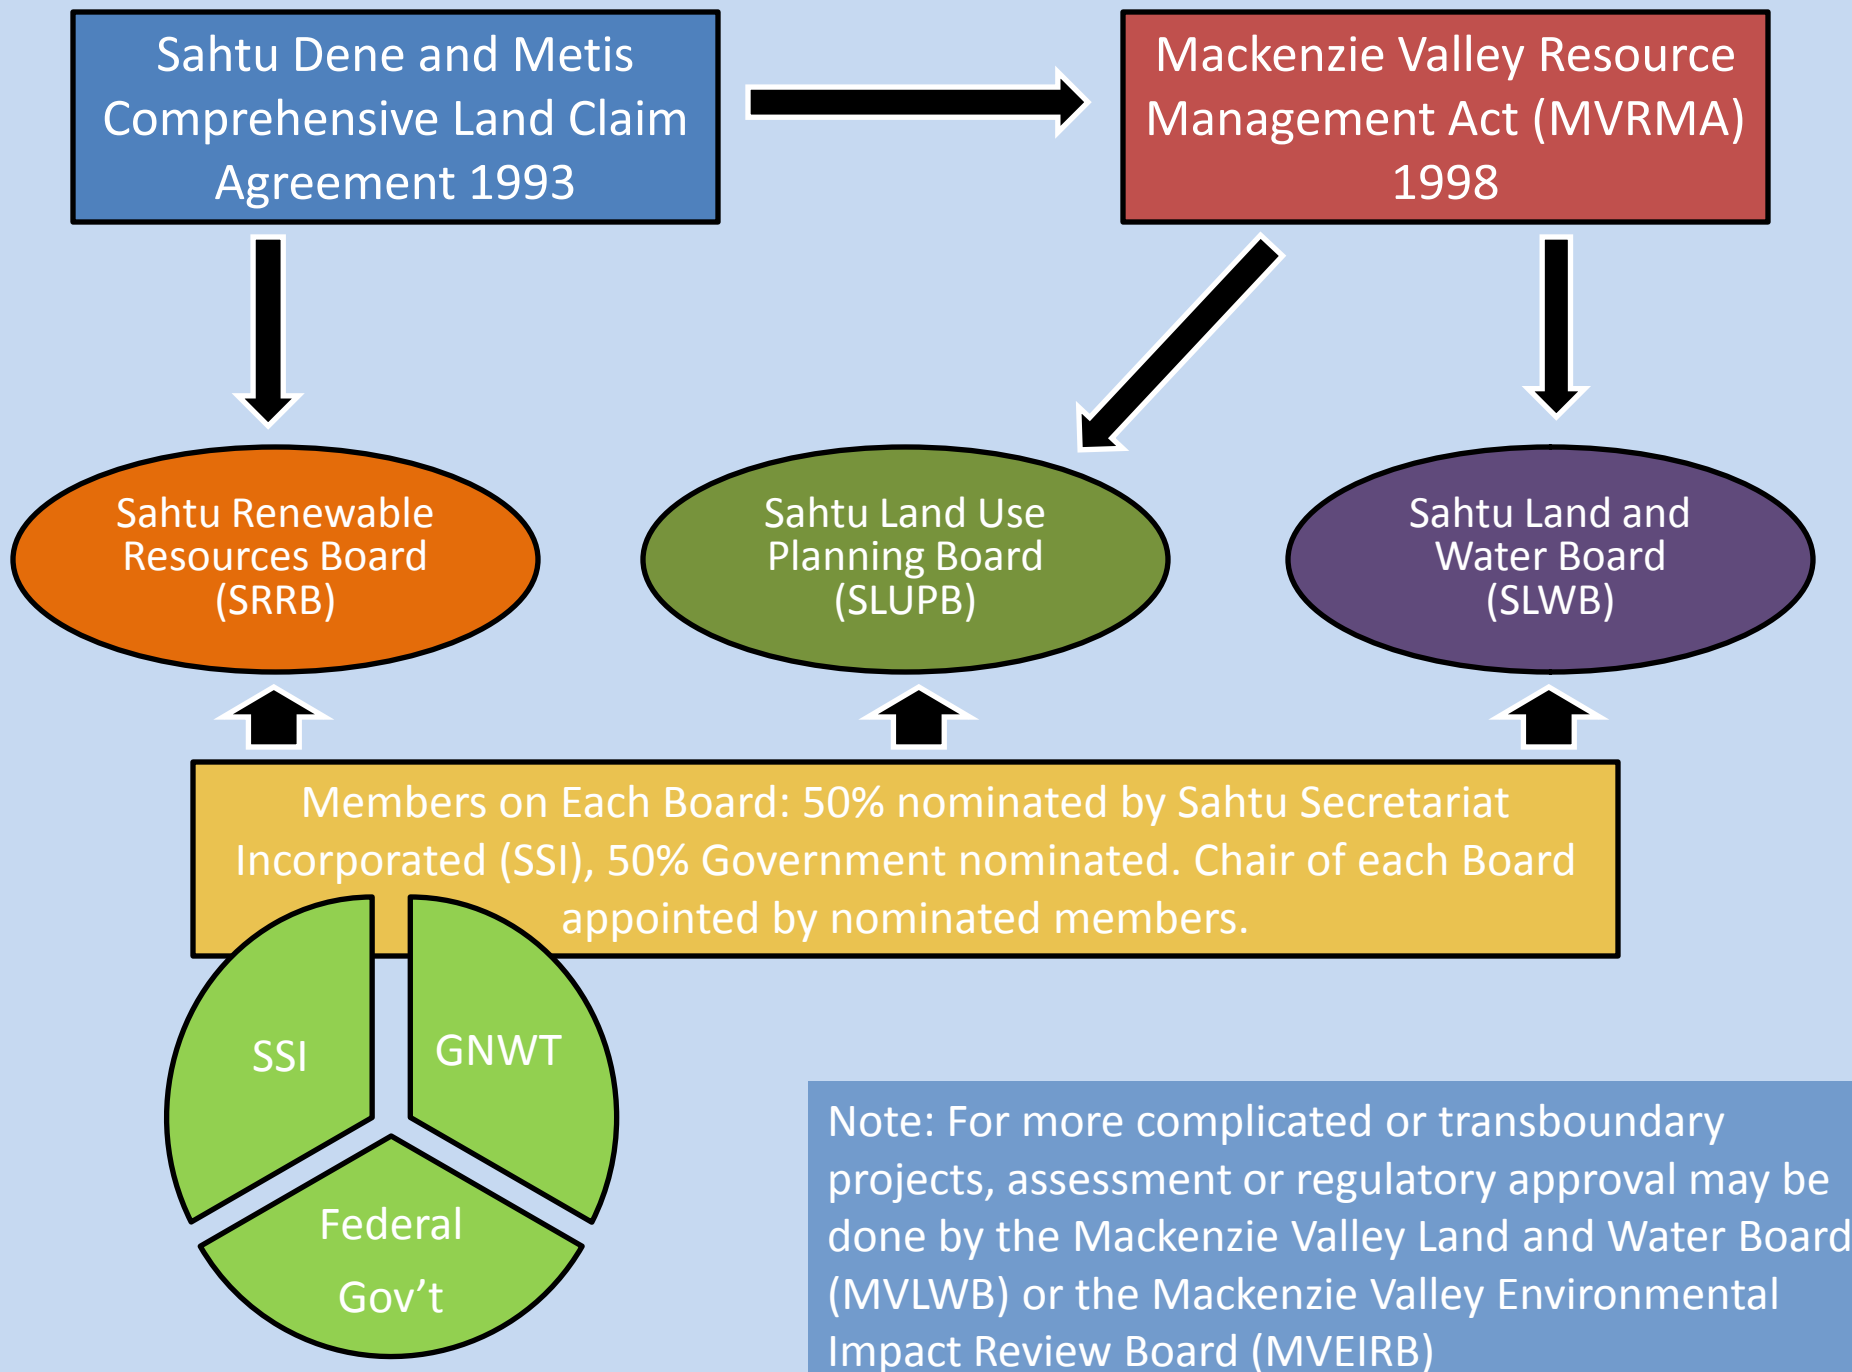 Sahtu Dene and Metis
Comprehensive Land Claim
Agreement 1993
Mackenzie Valley Resource
Management Act (MVRMA)
1998
Sahtu Renewable
Resources Board
(SRRB)
Sahtu Land Use
Planning Board
(SLUPB)
Sahtu Land and
Water Board
(SLWB)
Members on Each Board: 50% nominated by Sahtu Secretariat
Incorporated (SSI), 50% Government nominated. Chair of each Board
appointed by nominated members.
SSI
GNWT
Federal
Gov’t
Note: For more complicated or transboundary
projects, assessment or regulatory approval may be
done by the Mackenzie Valley Land and Water Board
(MVLWB) or the Mackenzie Valley Environmental
Impact Review Board (MVEIRB)